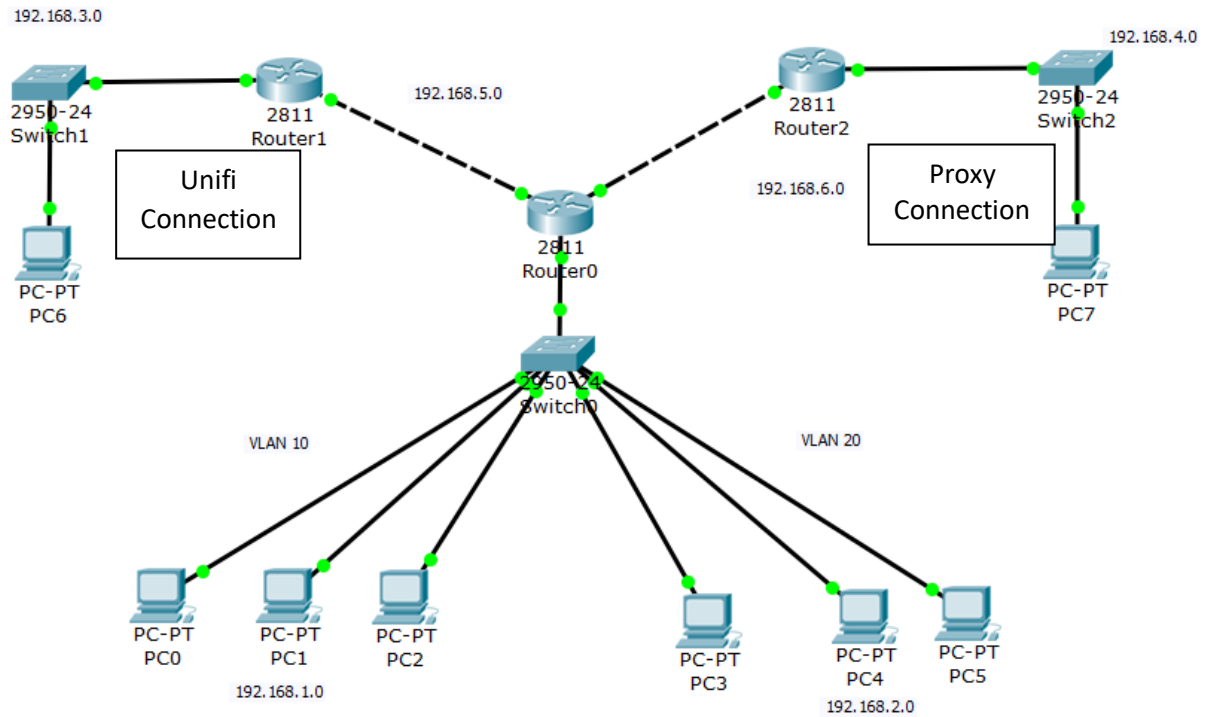 192.168.3.0
2950-24
Switch1
2811
Router1
192.168.5.0
2811
Router2
192.168.4.0
2950-24
Switch2
Unifi
Connection
192.168.6.0
Proxy
Connection
PC-PT
PC6
2811
Router0
PC-PT
PC7
2950-24
Switch0
VLAN 10
VLAN 20
PC-PT
PC0
PC-PT
PC1
PC-PT
PC2
PC-PT
PC3
PC-PT
PC4
PC-PT
PC5
192.168.1.0
192.168.2.0